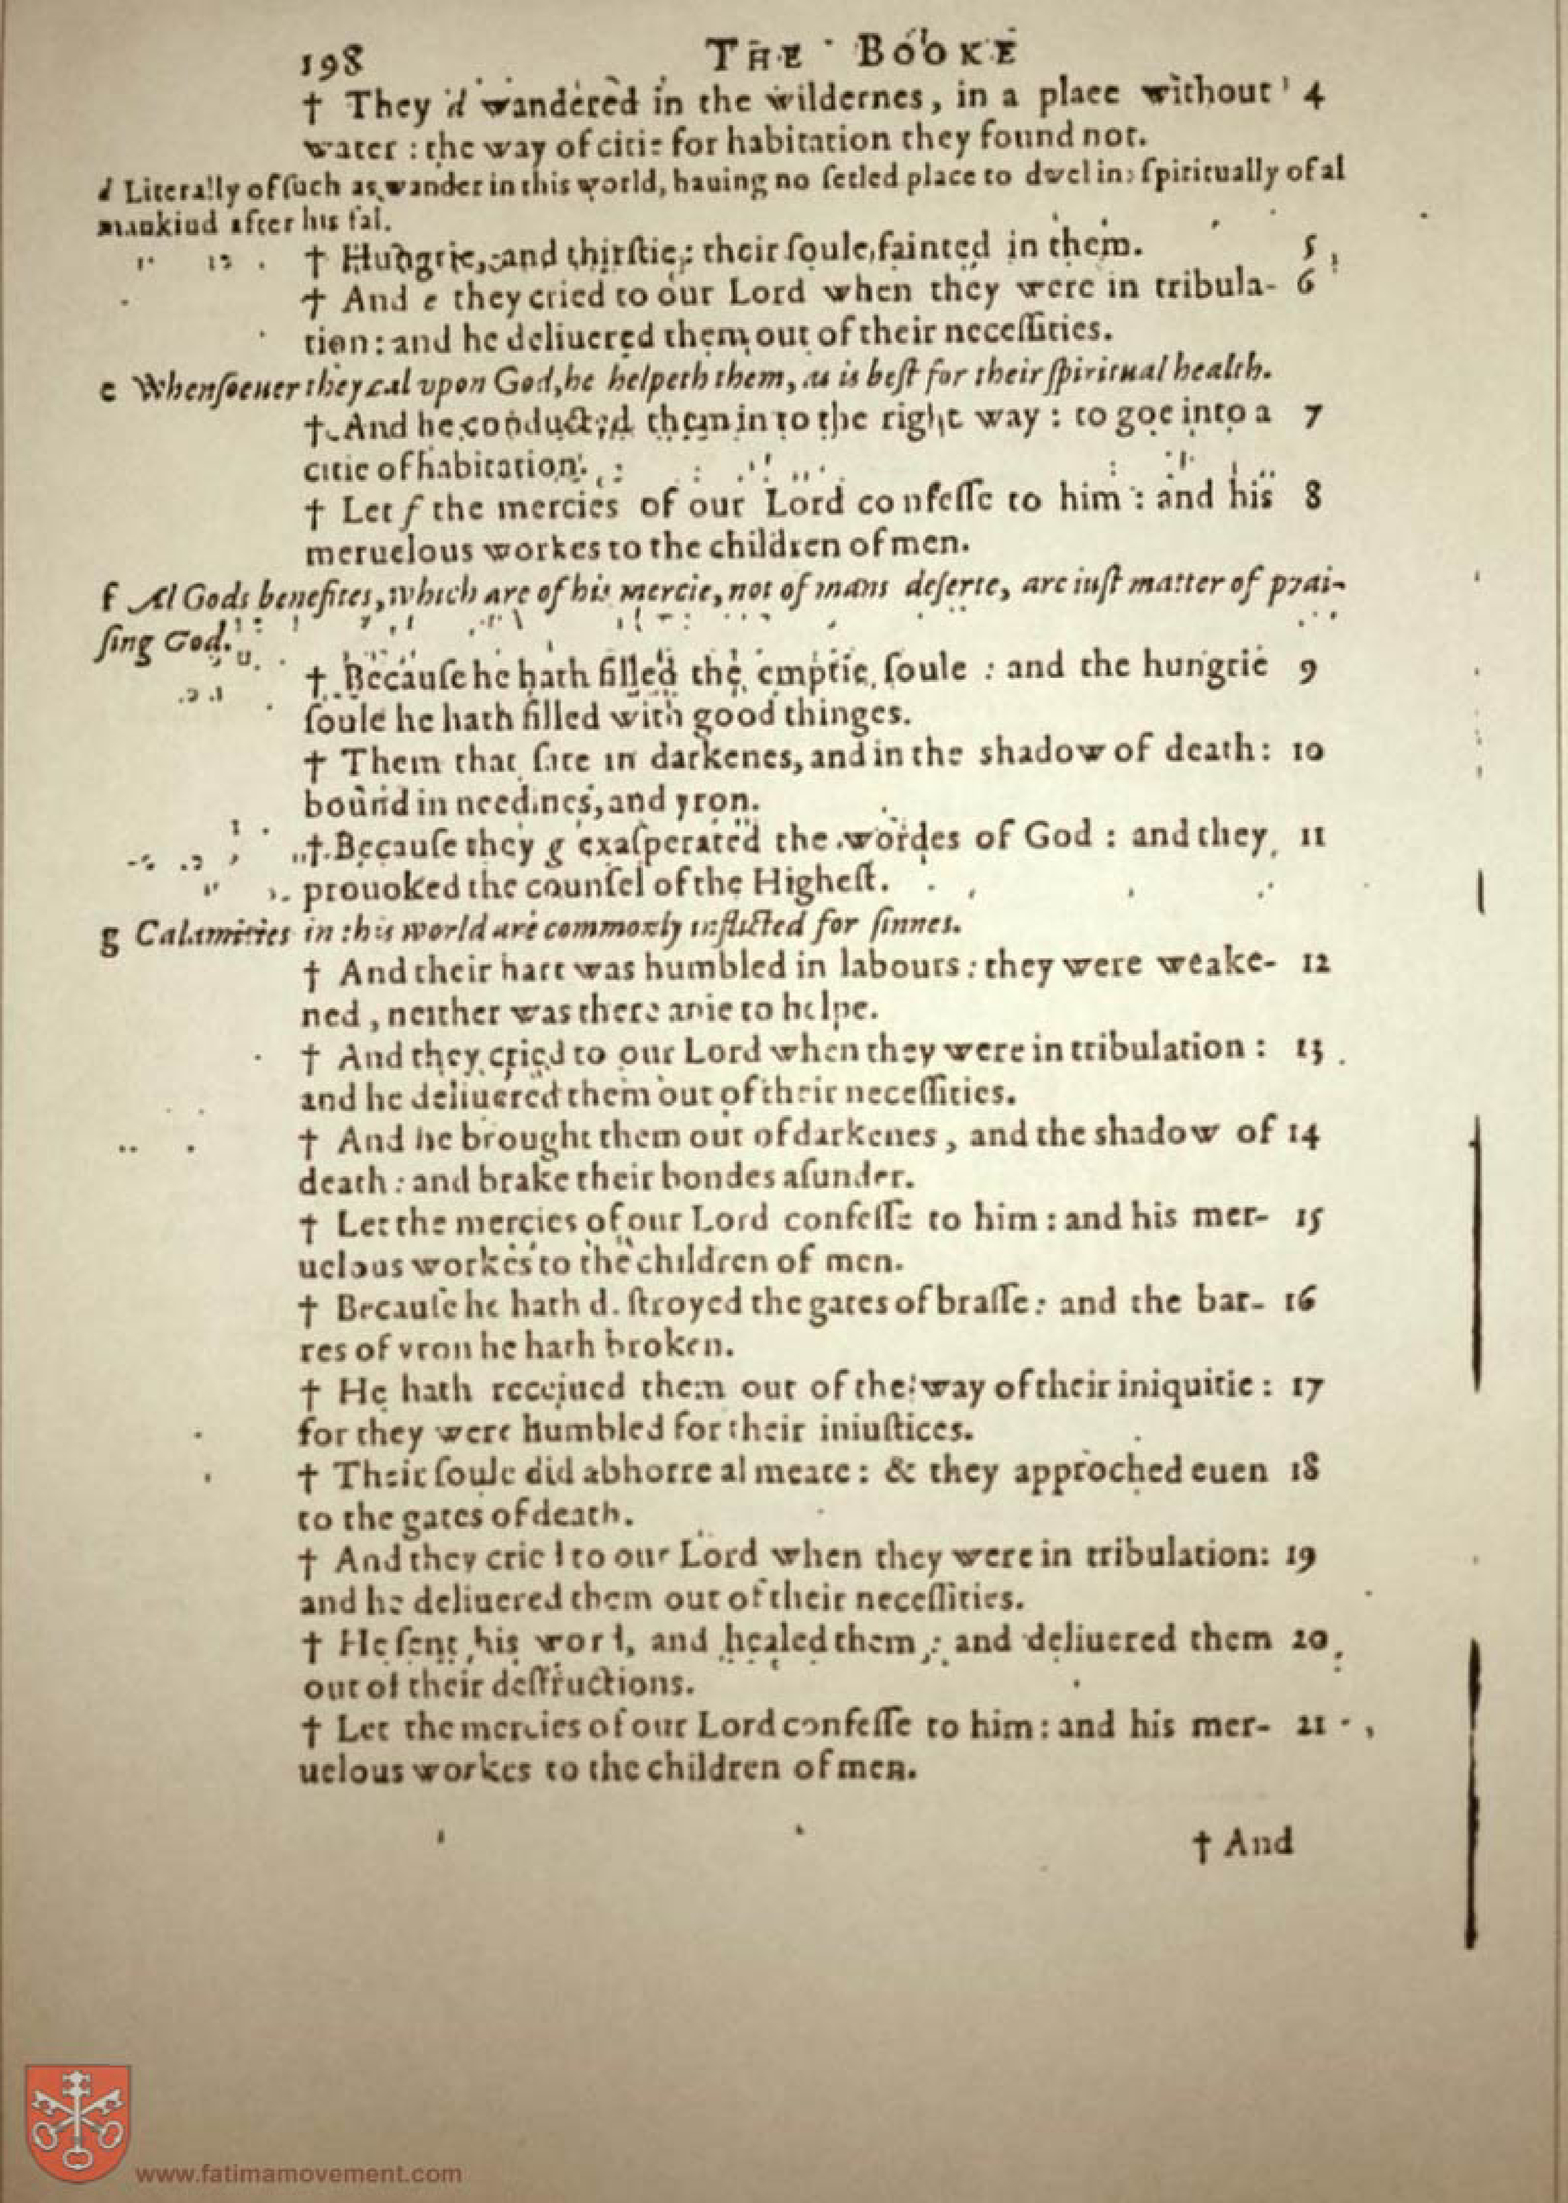 198 THE BOOKE
† They d wandered in the wildernes, in a place without 4
water : the way of citie for habitation they found not.
d Literally of ſuch as wander in this world, hauing no ſetled place to dwel in; ſpiritually of al
mankind after his fal.
† Hungrie, and thirſtie; their ſoule fainted in them. 5
† And e they cried to our Lord when they were in tribula- 6
tion: and he deliuered them out of their neceſſities.
e Whenſoeuer they cal vpon God, he helpeth them, as is beſt for their ſpiritual health.
† And he conducted them in to the right way : to goe into a 7
citie of habitation.
† Let f the mercies of our Lord confeſſe to him : and his 8
meruelous workes to the children of men.
f Al Gods benefites, which are of his mercie, not of mans deſerte, are iuſt matter of prai-
ſing God.
† Becauſe he hath filled the emptie ſoule : and the hungrie 9
ſoule he hath filled with good thinges.
† Them that ſitte in darkenes, and in the shadow of death: 10
bound in needines, and yron.
† Becauſe they g exaſperated the wordes of God : and they 11
prouoked the counſel of the Higheſt.
g Calamities in this world are commonly inflicted for ſinnes.
† And their hart was humbled in labours : they were weake- 12
ned, neither was there anie to helpe.
† And they cried to our Lord when they were in tribulation : 13
and he deliuered them out of their neceſſities.
† And he brought them out of darkenes, and the shadow of 14
death : and brake their bondes aſunder.
† Let the mercies of our Lord confeſſe to him : and his mer- 15
uelous workes to the children of men.
† Becauſe he hath deſtroyed the gates of braſſe : and the bar- 16
res of yron he hath broken.
† He hath receiued them out of the way of their iniquitie : 17
for they were humbled for their iniuſtices.
† Their ſoule did abhorre al meate : & they approched euen 18
to the gates of death.
† And they cried to our Lord when they were in tribulation: 19
and he deliuered them out of their neceſſities.
† He ſent his word, and healed them : and deliuered them 20
out of their deſtructions.
† Let the mercies of our Lord confeſſe to him : and his mer- 21
uelous workes to the children of men.
† And
www.fatimamovement.com